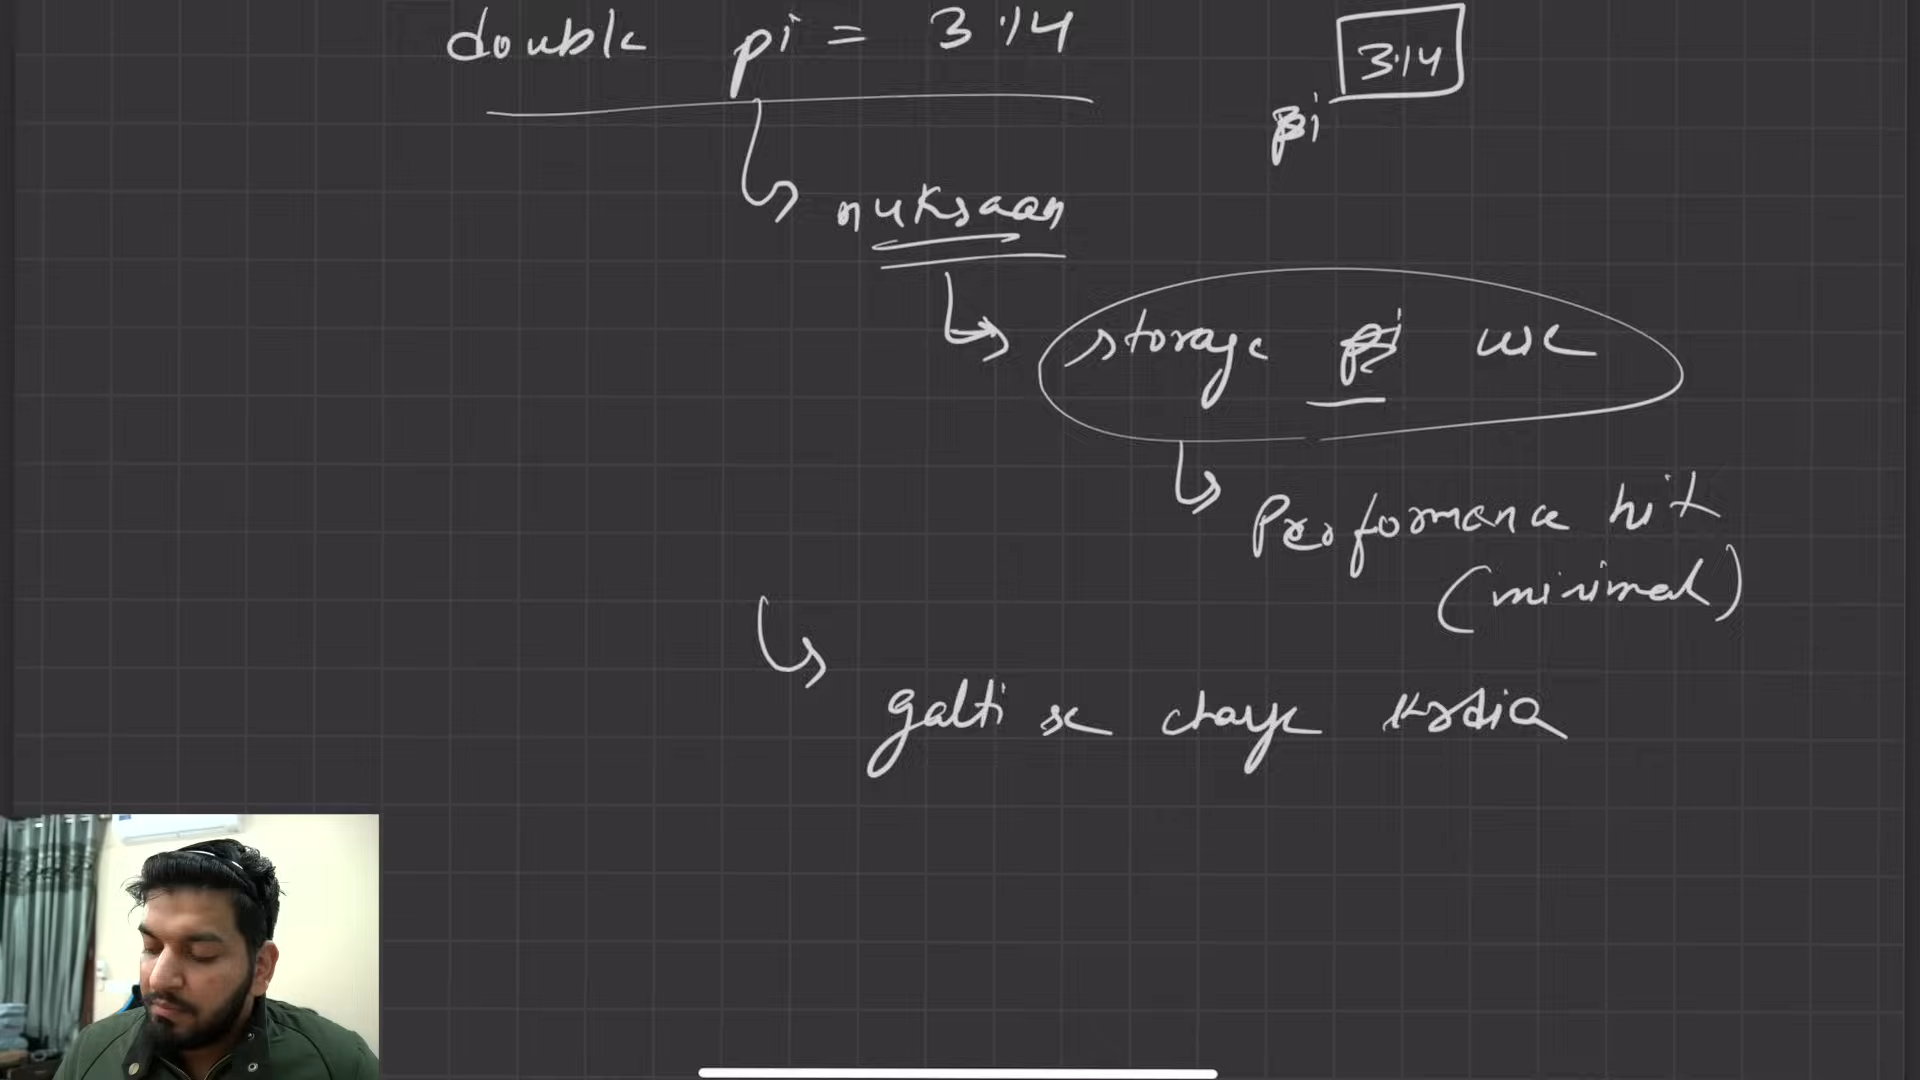 double pi = 3.14
3.14
pi
nuksaan
storage pi use
Performance hit
(minimal)
galti se change krdia